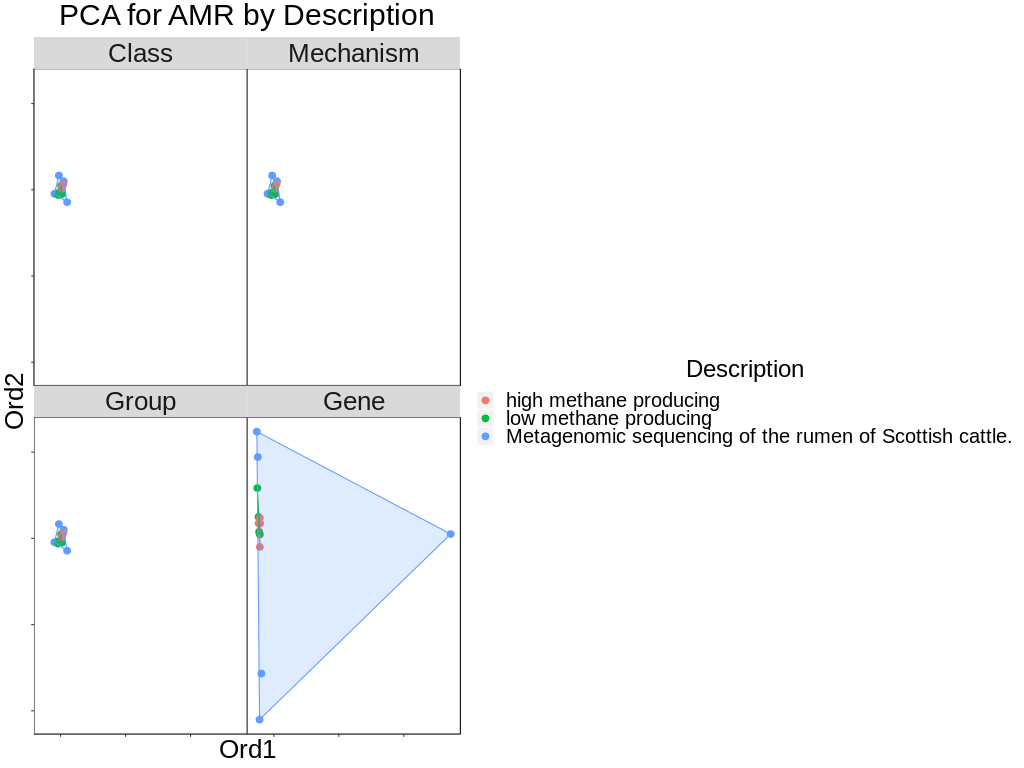 PCA for AMR by Description
Class
Mechanism
Group
Gene
Ord2
Ord1
Description
high methane producing
low methane producing
Metagenomic sequencing of the rumen of Scottish cattle.